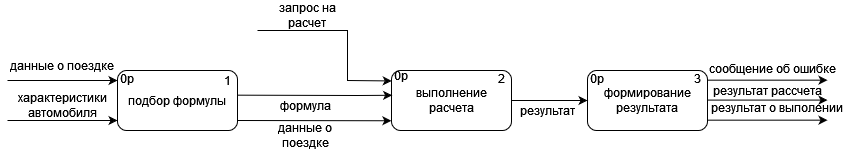 запрос на
расчет
данные о поездке
характеристики
автомобиля
0р
1
подбор формулы
формула
данные о
поездке
0р
2
выполнение
расчета
результат
0р
3
формирование
результата
сообщение об ошибке
результат рассчета
результат о выполении